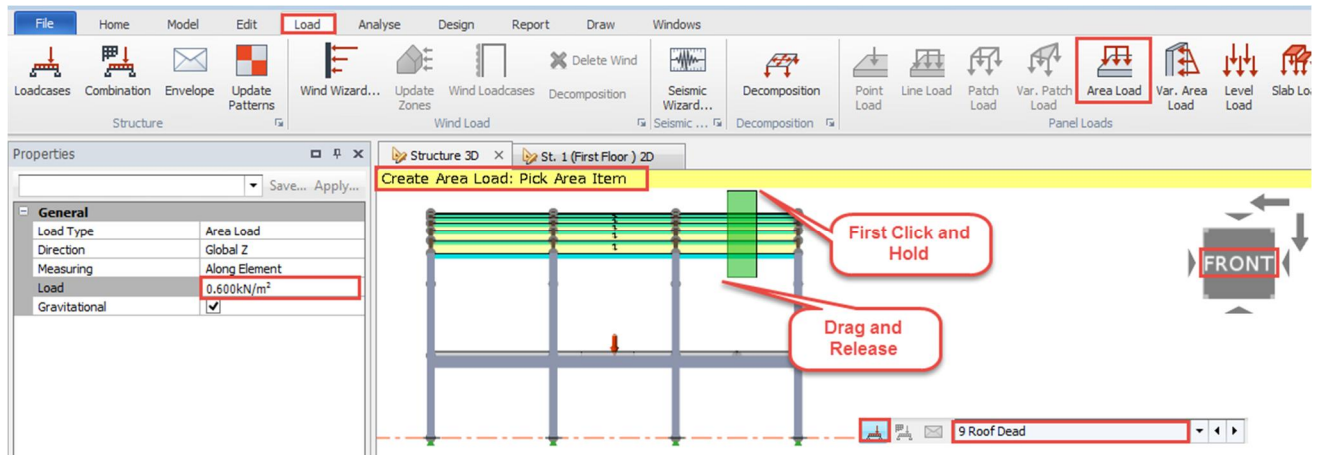 File Home Model Edit Load Analyse Design Report Draw Windows
Loadcases Combination Envelope Update Patterns Wind Wizard... Update Zones Wind Loadcases Delete Wind Decomposition Seismic Wizard... Decomposition Point Load Line Load Patch Load Var. Patch Load Area Load Var. Area Load Level Load Slab Lo
Structure Wind Load Seismic ... Decomposition Panel Loads
Properties
Save... Apply...
General
Load Type Area Load
Direction Global Z
Measuring Along Element
Load 0.600kN/m²
Gravitational
Structure 3D St. 1 (First Floor ) 2D
Create Area Load: Pick Area Item
First Click and
Hold
Drag and
Release
FRONT
9 Roof Dead